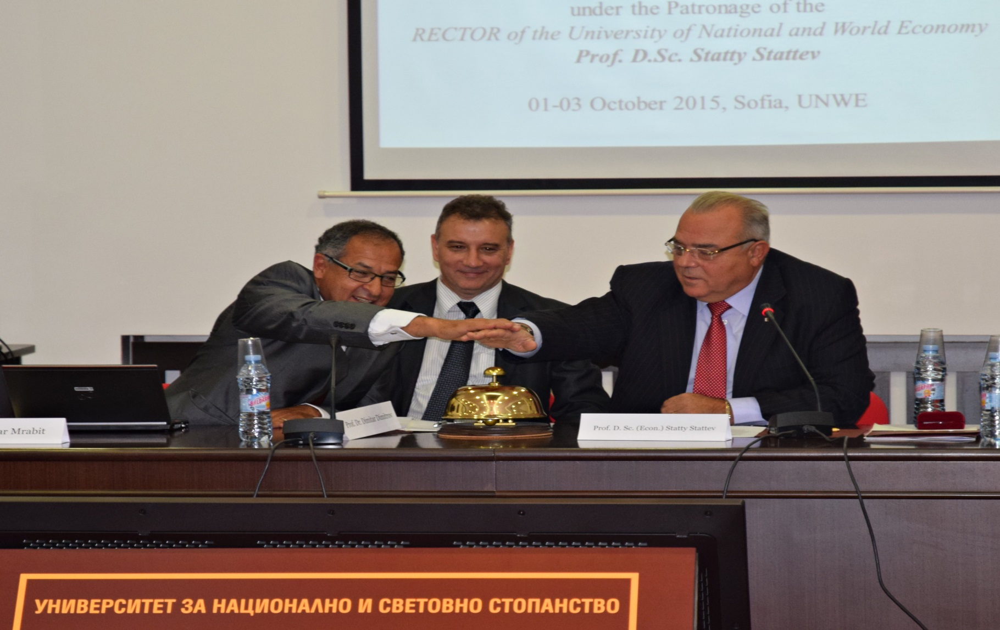 under the Patronage of the
RECTOR of the University of National and World Economy
Prof. D.Sc. Statty Stattev
01-03 October 2015, Sofia, UNWE
Prof. Dr. Dimitar Dimitrov
Prof. D. Sc. (Econ.) Statty Stattev
Mrabit
УНИВЕРСИТЕТ ЗА НАЦИОНАЛНО И СВЕТОВНО СТОПАНСТВО